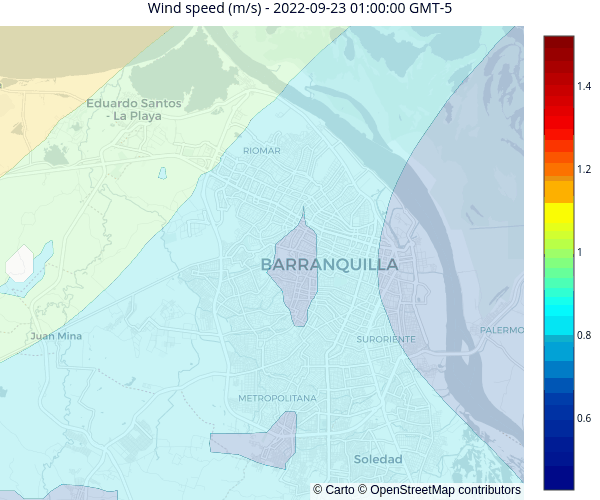 Wind speed (m/s) - 2022-09-23 01:00:00 GMT-5
Eduardo Santos
- La Playa
RIOMAR
BARRANQUILLA
Juan Mina
SURORIENTE
PALERMO
METROPOLITANA
Soledad
© Carto © OpenStreetMap contributors
1.4
1.2
1
0.8
0.6